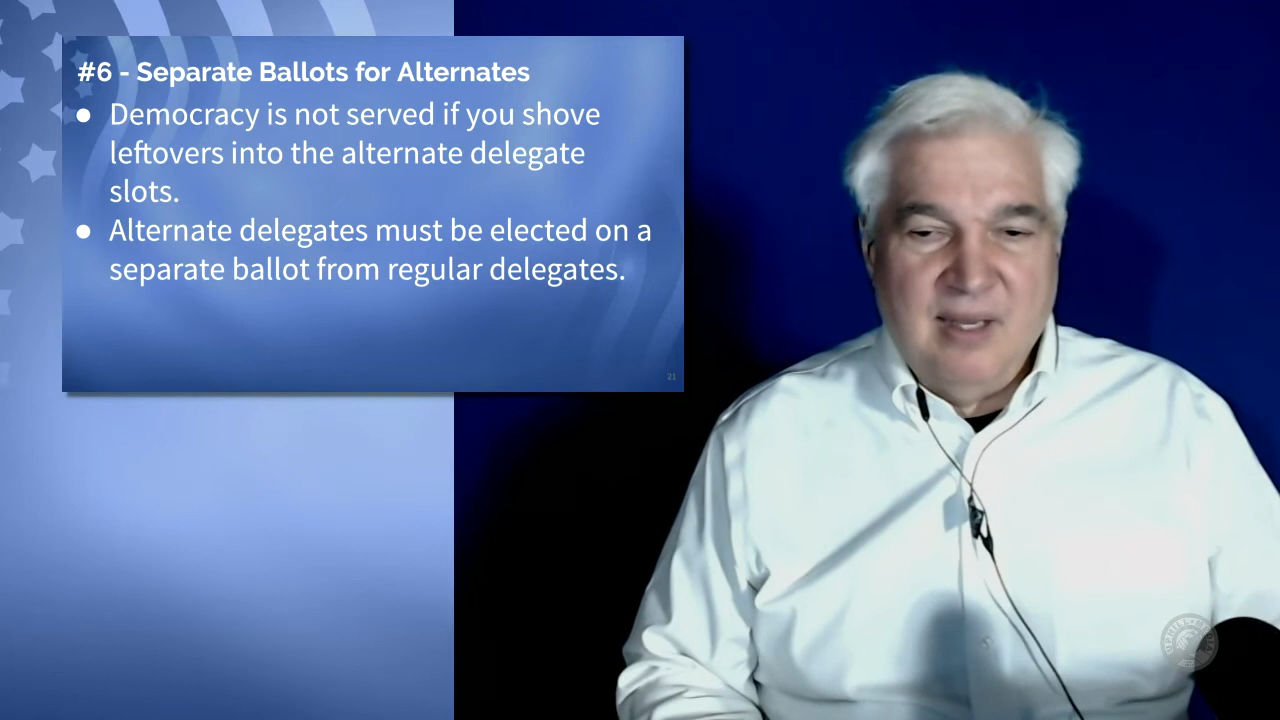 #6 - Separate Ballots for Alternates
● Democracy is not served if you shove
leftovers into the alternate delegate
slots.
● Alternate delegates must be elected on a
separate ballot from regular delegates.
21